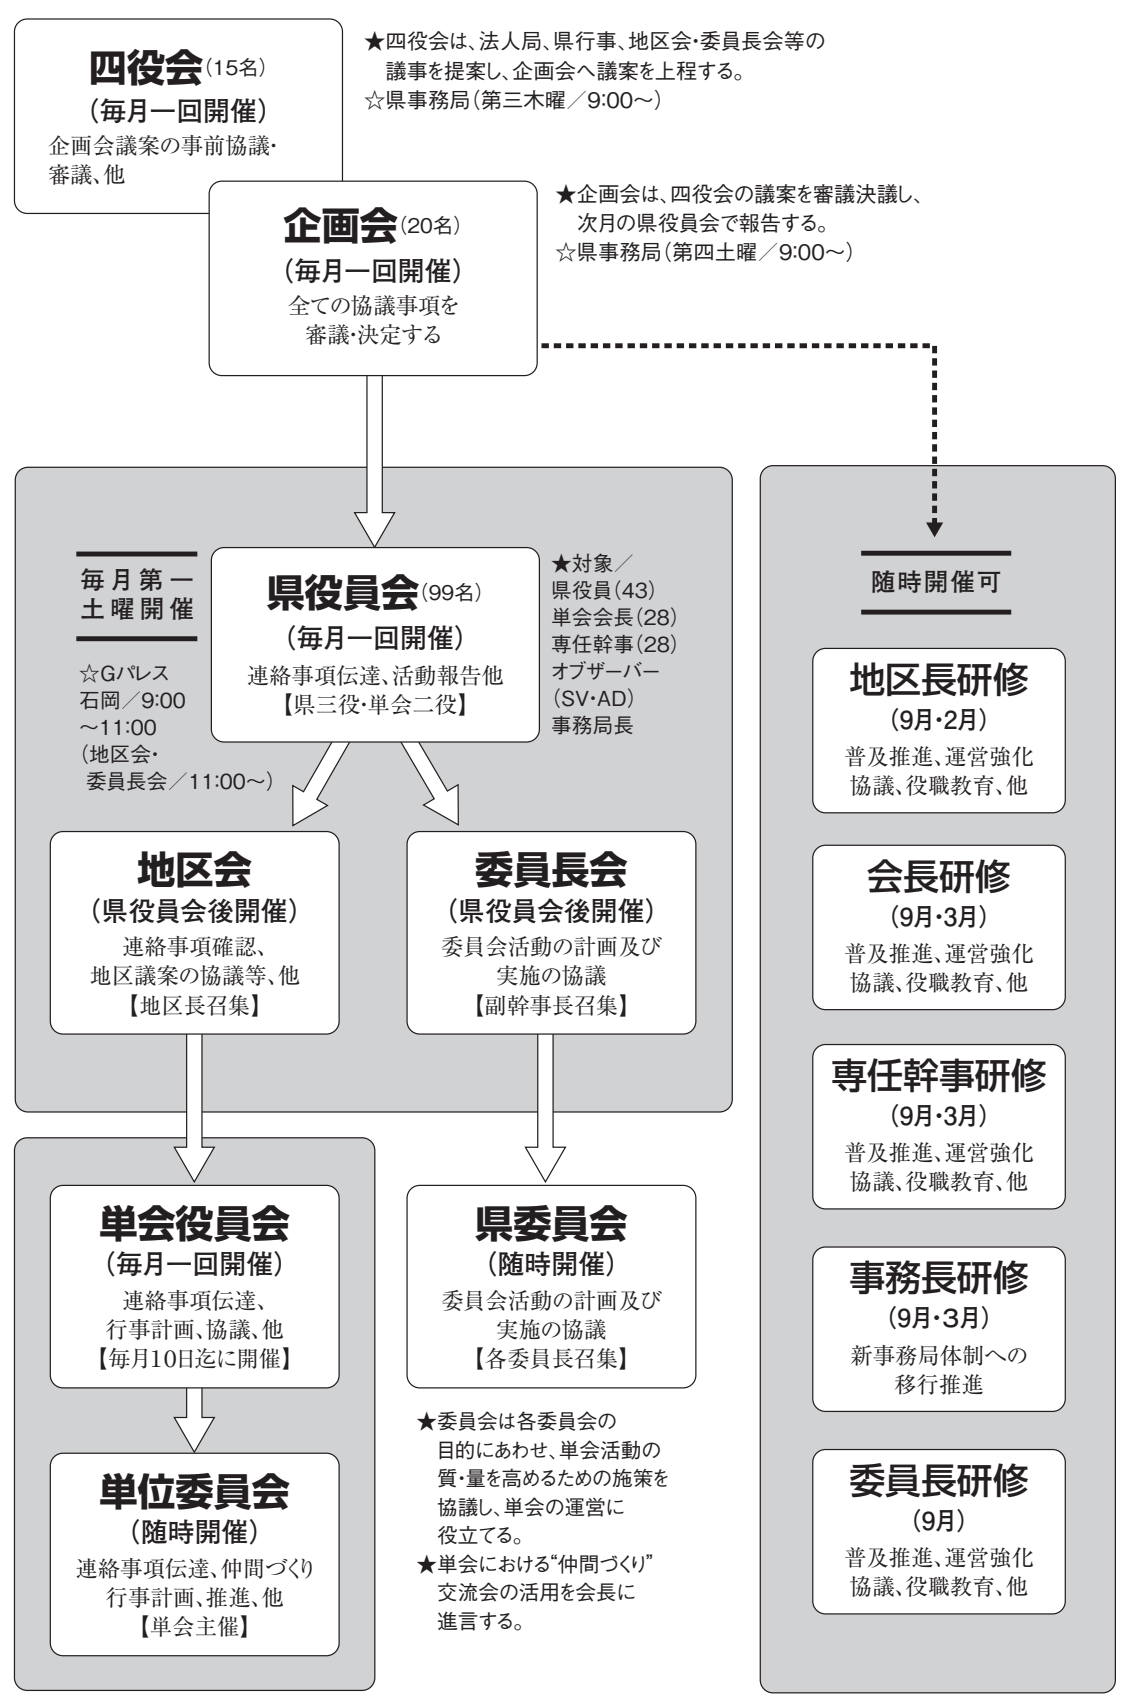 四役会(15名)
(毎月一回開催)
企画会議案の事前協議・
審議、他
★四役会は、法人局、県行事、地区会・委員長会等の
議事を提案し、企画会へ議案を上程する。
☆県事務局(第三木曜／9:00～)
企画会(20名)
(毎月一回開催)
全ての協議事項を
審議・決定する
★企画会は、四役会の議案を審議決議し、
次月の県役員会で報告する。
☆県事務局(第四土曜／9:00～)
毎月第一
土曜開催
☆Gパレス
石岡／9:00
～11:00
(地区会・
委員長会／11:00～)
県役員会(99名)
(毎月一回開催)
連絡事項伝達、活動報告他
【県三役・単会二役】
★対象／
県役員(43)
単会会長(28)
専任幹事(28)
オブザーバー
(SV・AD)
事務局長
地区会
(県役員会後開催)
連絡事項確認、
地区議案の協議等、他
【地区長召集】
委員長会
(県役員会後開催)
委員会活動の計画及び
実施の協議
【副幹事長召集】
単会役員会
(毎月一回開催)
連絡事項伝達、
行事計画、協議、他
【毎月10日迄に開催】
県委員会
(随時開催)
委員会活動の計画及び
実施の協議
【各委員長召集】
★委員会は各委員会の
目的にあわせ、単会活動の
質・量を高めるための施策を
協議し、単会の運営に
役立てる。
★単会における“仲間づくり”
交流会の活用を会長に
進言する。
単位委員会
(随時開催)
連絡事項伝達、仲間づくり
行事計画、推進、他
【単会主催】
随時開催可
地区長研修
(9月・2月)
普及推進、運営強化
協議、役職教育、他
会長研修
(9月・3月)
普及推進、運営強化
協議、役職教育、他
専任幹事研修
(9月・3月)
普及推進、運営強化
協議、役職教育、他
事務長研修
(9月・3月)
新事務局体制への
移行推進
委員長研修
(9月)
普及推進、運営強化
協議、役職教育、他